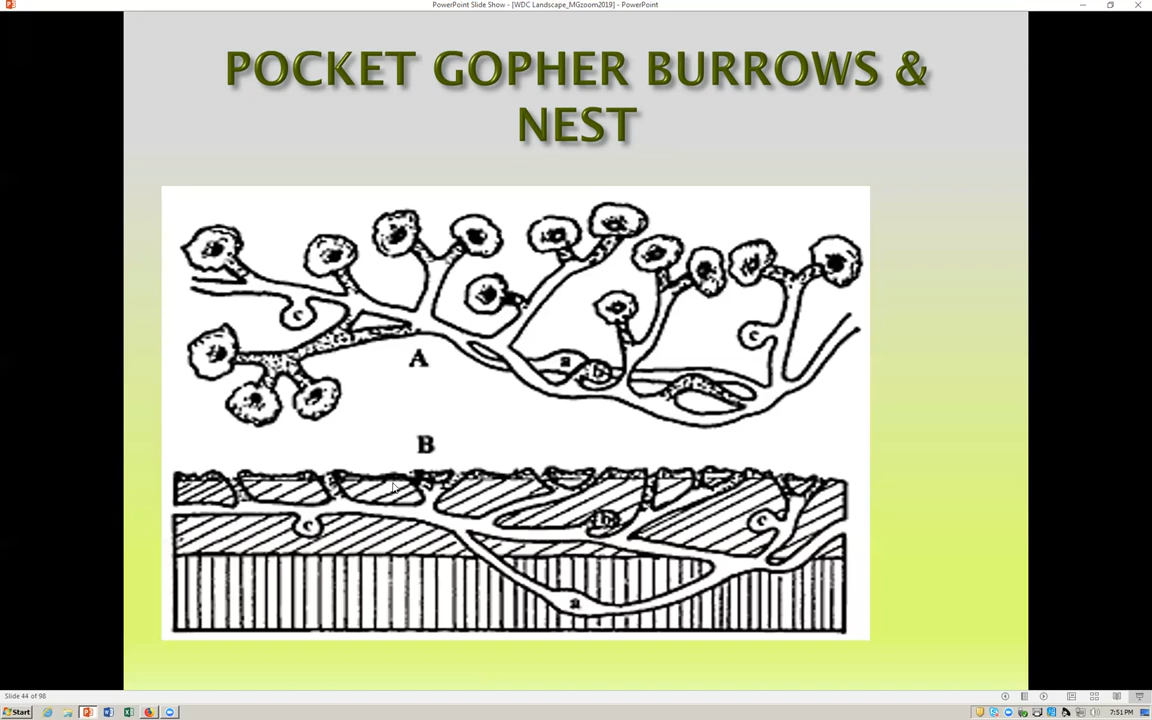 PowerPoint Slide Show - [WDC Landscape_MGzoom2019] - PowerPoint
POCKET GOPHER BURROWS &
NEST
c
A
a
b
c
B
c
b
c
a
Slide 44 of 98
Start
7:51 PM